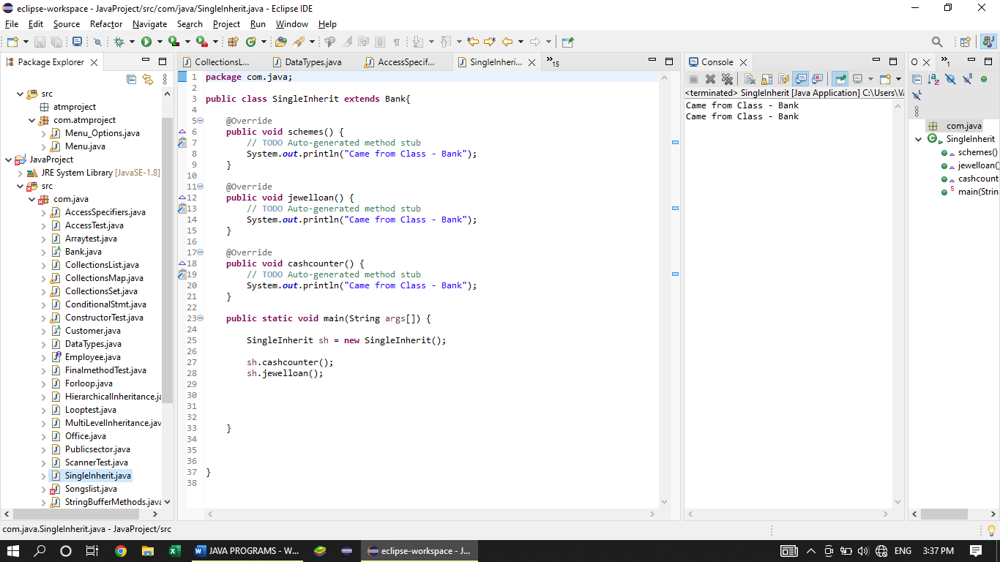 eclipse-workspace - JavaProject/src/com/java/SingleInherit.java - Eclipse IDE
File Edit Source Refactor Navigate Search Project Run Window Help
Package Explorer
src
atmproject
com.atmproject
Menu_Options.java
Menu.java
JavaProject
JRE System Library [JavaSE-1.8]
src
com.java
AccessSpecifiers.java
AccessTest.java
Arraytest.java
Bank.java
CollectionsList.java
CollectionsMap.java
CollectionsSet.java
ConditionalStmt.java
ConstructorTest.java
Customer.java
DataTypes.java
Employee.java
FinalmethodTest.java
Forloop.java
HierarchicalInheritance.ja
Looptest.java
MultiLevelInheritance.jav
Office.java
Publicsector.java
ScannerTest.java
SingleInherit.java
Songslist.java
StringBufferMethods.java
CollectionsL... DataTypes.java AccessSpecif... SingleInheri... »15
1 package com.java;
2
3 public class SingleInherit extends Bank{
4
5 @Override
6 public void schemes() {
7 // TODO Auto-generated method stub
8 System.out.println("Came from Class - Bank");
9 }
10
11 @Override
12 public void jewelloan() {
13 // TODO Auto-generated method stub
14 System.out.println("Came from Class - Bank");
15 }
16
17 @Override
18 public void cashcounter() {
19 // TODO Auto-generated method stub
20 System.out.println("Came from Class - Bank");
21 }
22
23 public static void main(String args[]) {
24
25 SingleInherit sh = new SingleInherit();
26
27 sh.cashcounter();
28 sh.jewelloan();
29
30
31
32
33 }
34
35
36
37 }
38
Console
<terminated> SingleInherit [Java Application] C:\Users\VA
Came from Class - Bank
Came from Class - Bank
O »1
com.java
SingleInherit
schemes()
jewelloan()
cashcount
main(Strin
com.java.SingleInherit.java - JavaProject/src
JAVA PROGRAMS - W... eclipse-workspace - J... ENG 3:37 PM